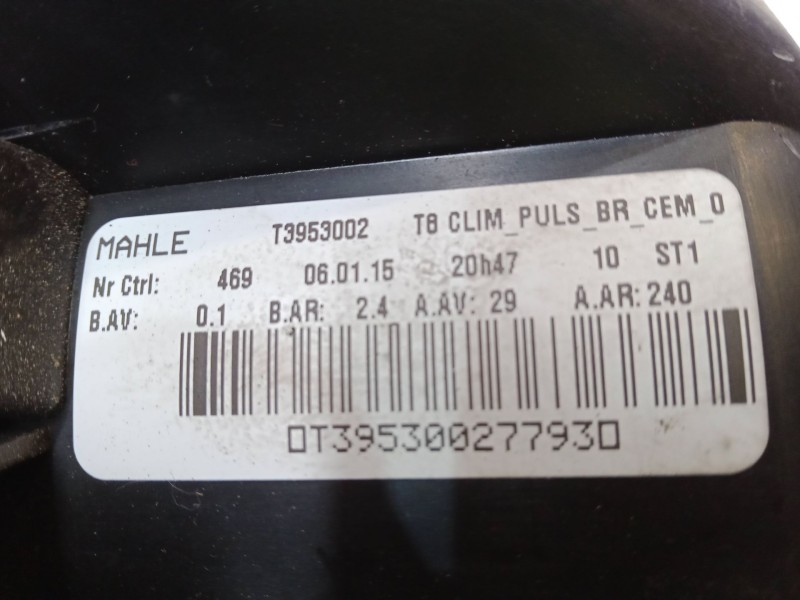 MAHLE T3953002 T8 CLIM_PULS_BR_CEM_0
Nr Ctrl: 469 06.01.15 20h47 10 ST1
B.AV: 0.1 B.AR: 2.4 A.AV: 29 A.AR: 240
▯T395300277930▯